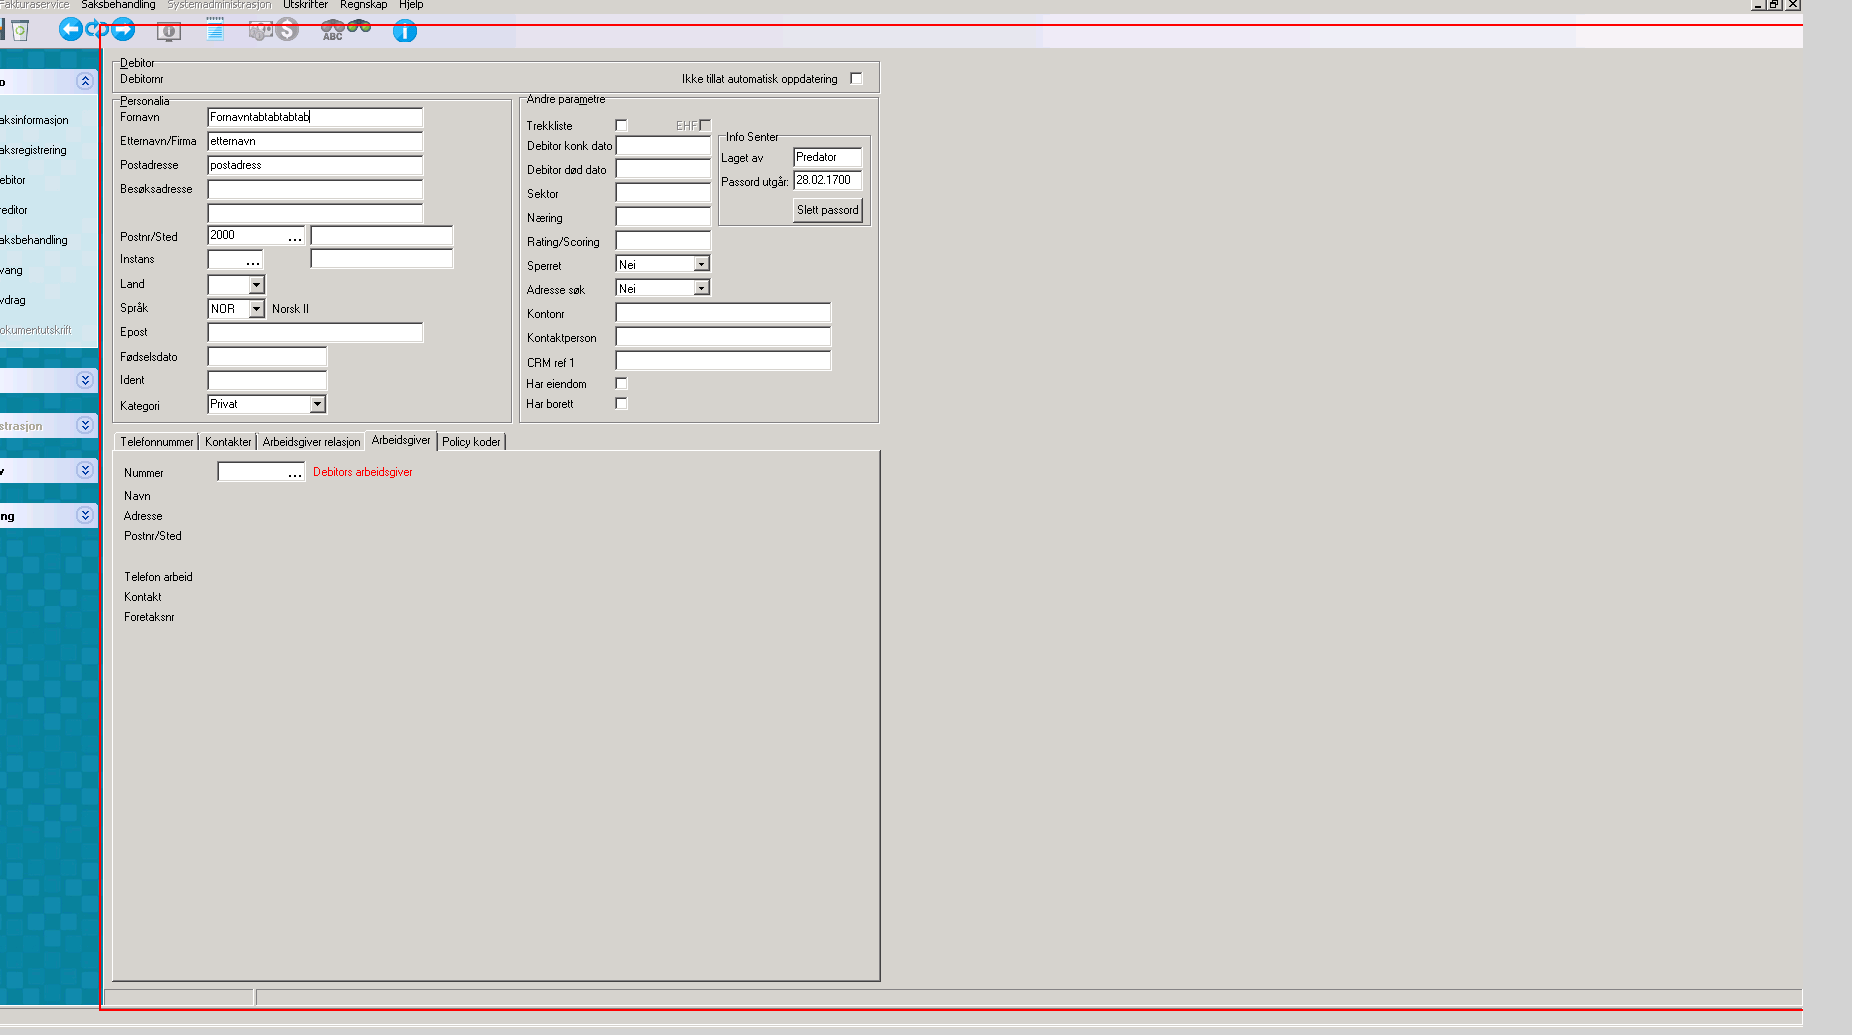 Fakturaservice Saksbehandling Systemadministrasjon Utskrifter Regnskap Hjelp
ABC
Debitor
Debitornr Ikke tillat automatisk oppdatering
Personalia
Fornavn Fornavntabtabtabtab
Etternavn/Firma etternavn
Postadresse postadress
Besøksadresse
Postnr/Sted 2000 ...
Instans ...
Land
Språk NOR Norsk II
Epost
Fødselsdato
Ident
Kategori Privat
Andre parametre
Trekkliste EHF
Debitor konk dato
Debitor død dato
Sektor
Næring
Rating/Scoring
Sperret Nei
Adresse søk Nei
Kontonr
Kontaktperson
CRM ref 1
Har eiendom
Har borett
Info Senter
Laget av Predator
Passord utgår: 28.02.1700
Slett passord
Telefonnummer Kontakter Arbeidsgiver relasjon Arbeidsgiver Policy koder
Nummer ... Debitors arbeidsgiver
Navn
Adresse
Postnr/Sted
Telefon arbeid
Kontakt
Foretaksnr
o
aksinformasjon
aksregistrering
ebitor
reditor
aksbehandling
vang
vdrag
okumentutskrift
strasjon
v
ng